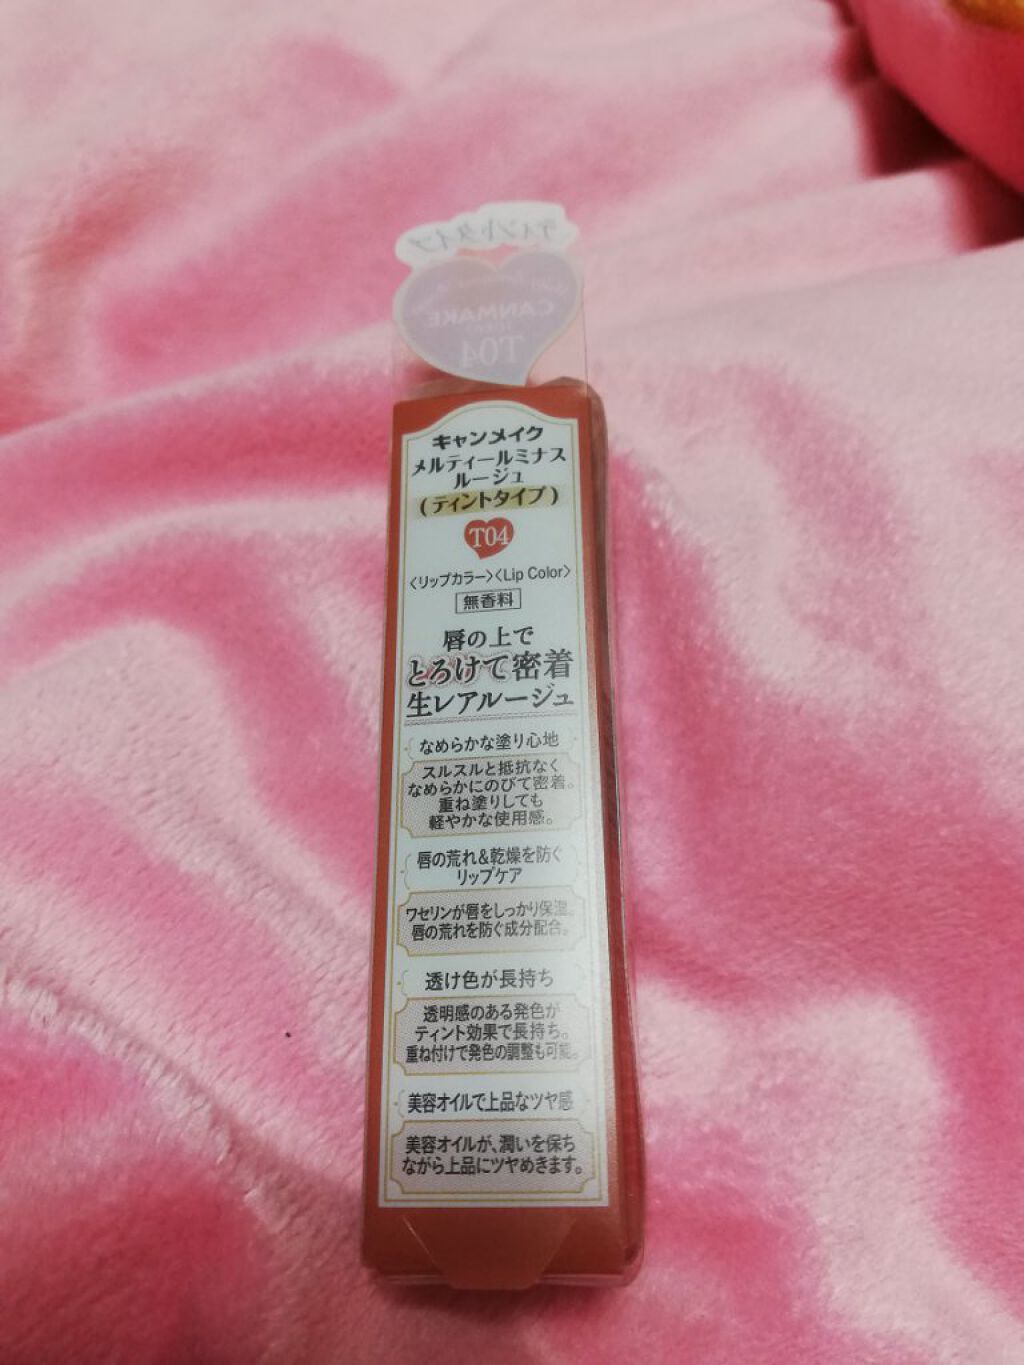 ティントタイプ
CANMAKE
T04
キャンメイク
メルティールミナス
ルージュ
(ティントタイプ)
T04
〈リップカラー〉〈Lip Color〉
無香料
唇の上で
とろけて密着
生レアルージュ
なめらかな塗り心地
スルスルと抵抗なく
なめらかにのびて密着。
重ね塗りしても
軽やかな使用感。
唇の荒れ&乾燥を防ぐ
リップケア
ワセリンが唇をしっかり保湿。
唇の荒れを防ぐ成分配合。
透け色が長持ち
透明感のある発色が
ティント効果で長持ち。
重ね付けで発色の調整も可能。
美容オイルで上品なツヤ感
美容オイルが、潤いを保ち
ながら上品にツヤめきます。